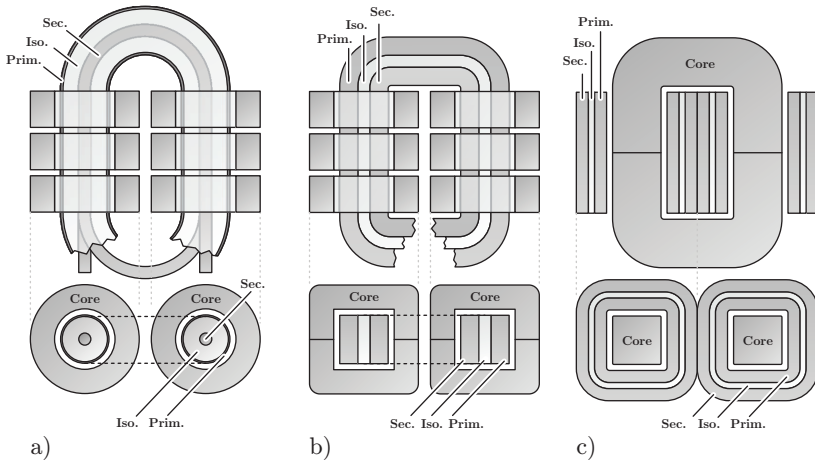 Sec.
Iso.
Prim.
Core
Core
Sec.
Iso. Prim.
a)
Sec.
Iso.
Prim.
Core
Core
Sec. Iso. Prim.
b)
Prim.
Iso.
Sec.
Core
Core
Core
Sec. Iso. Prim.
c)